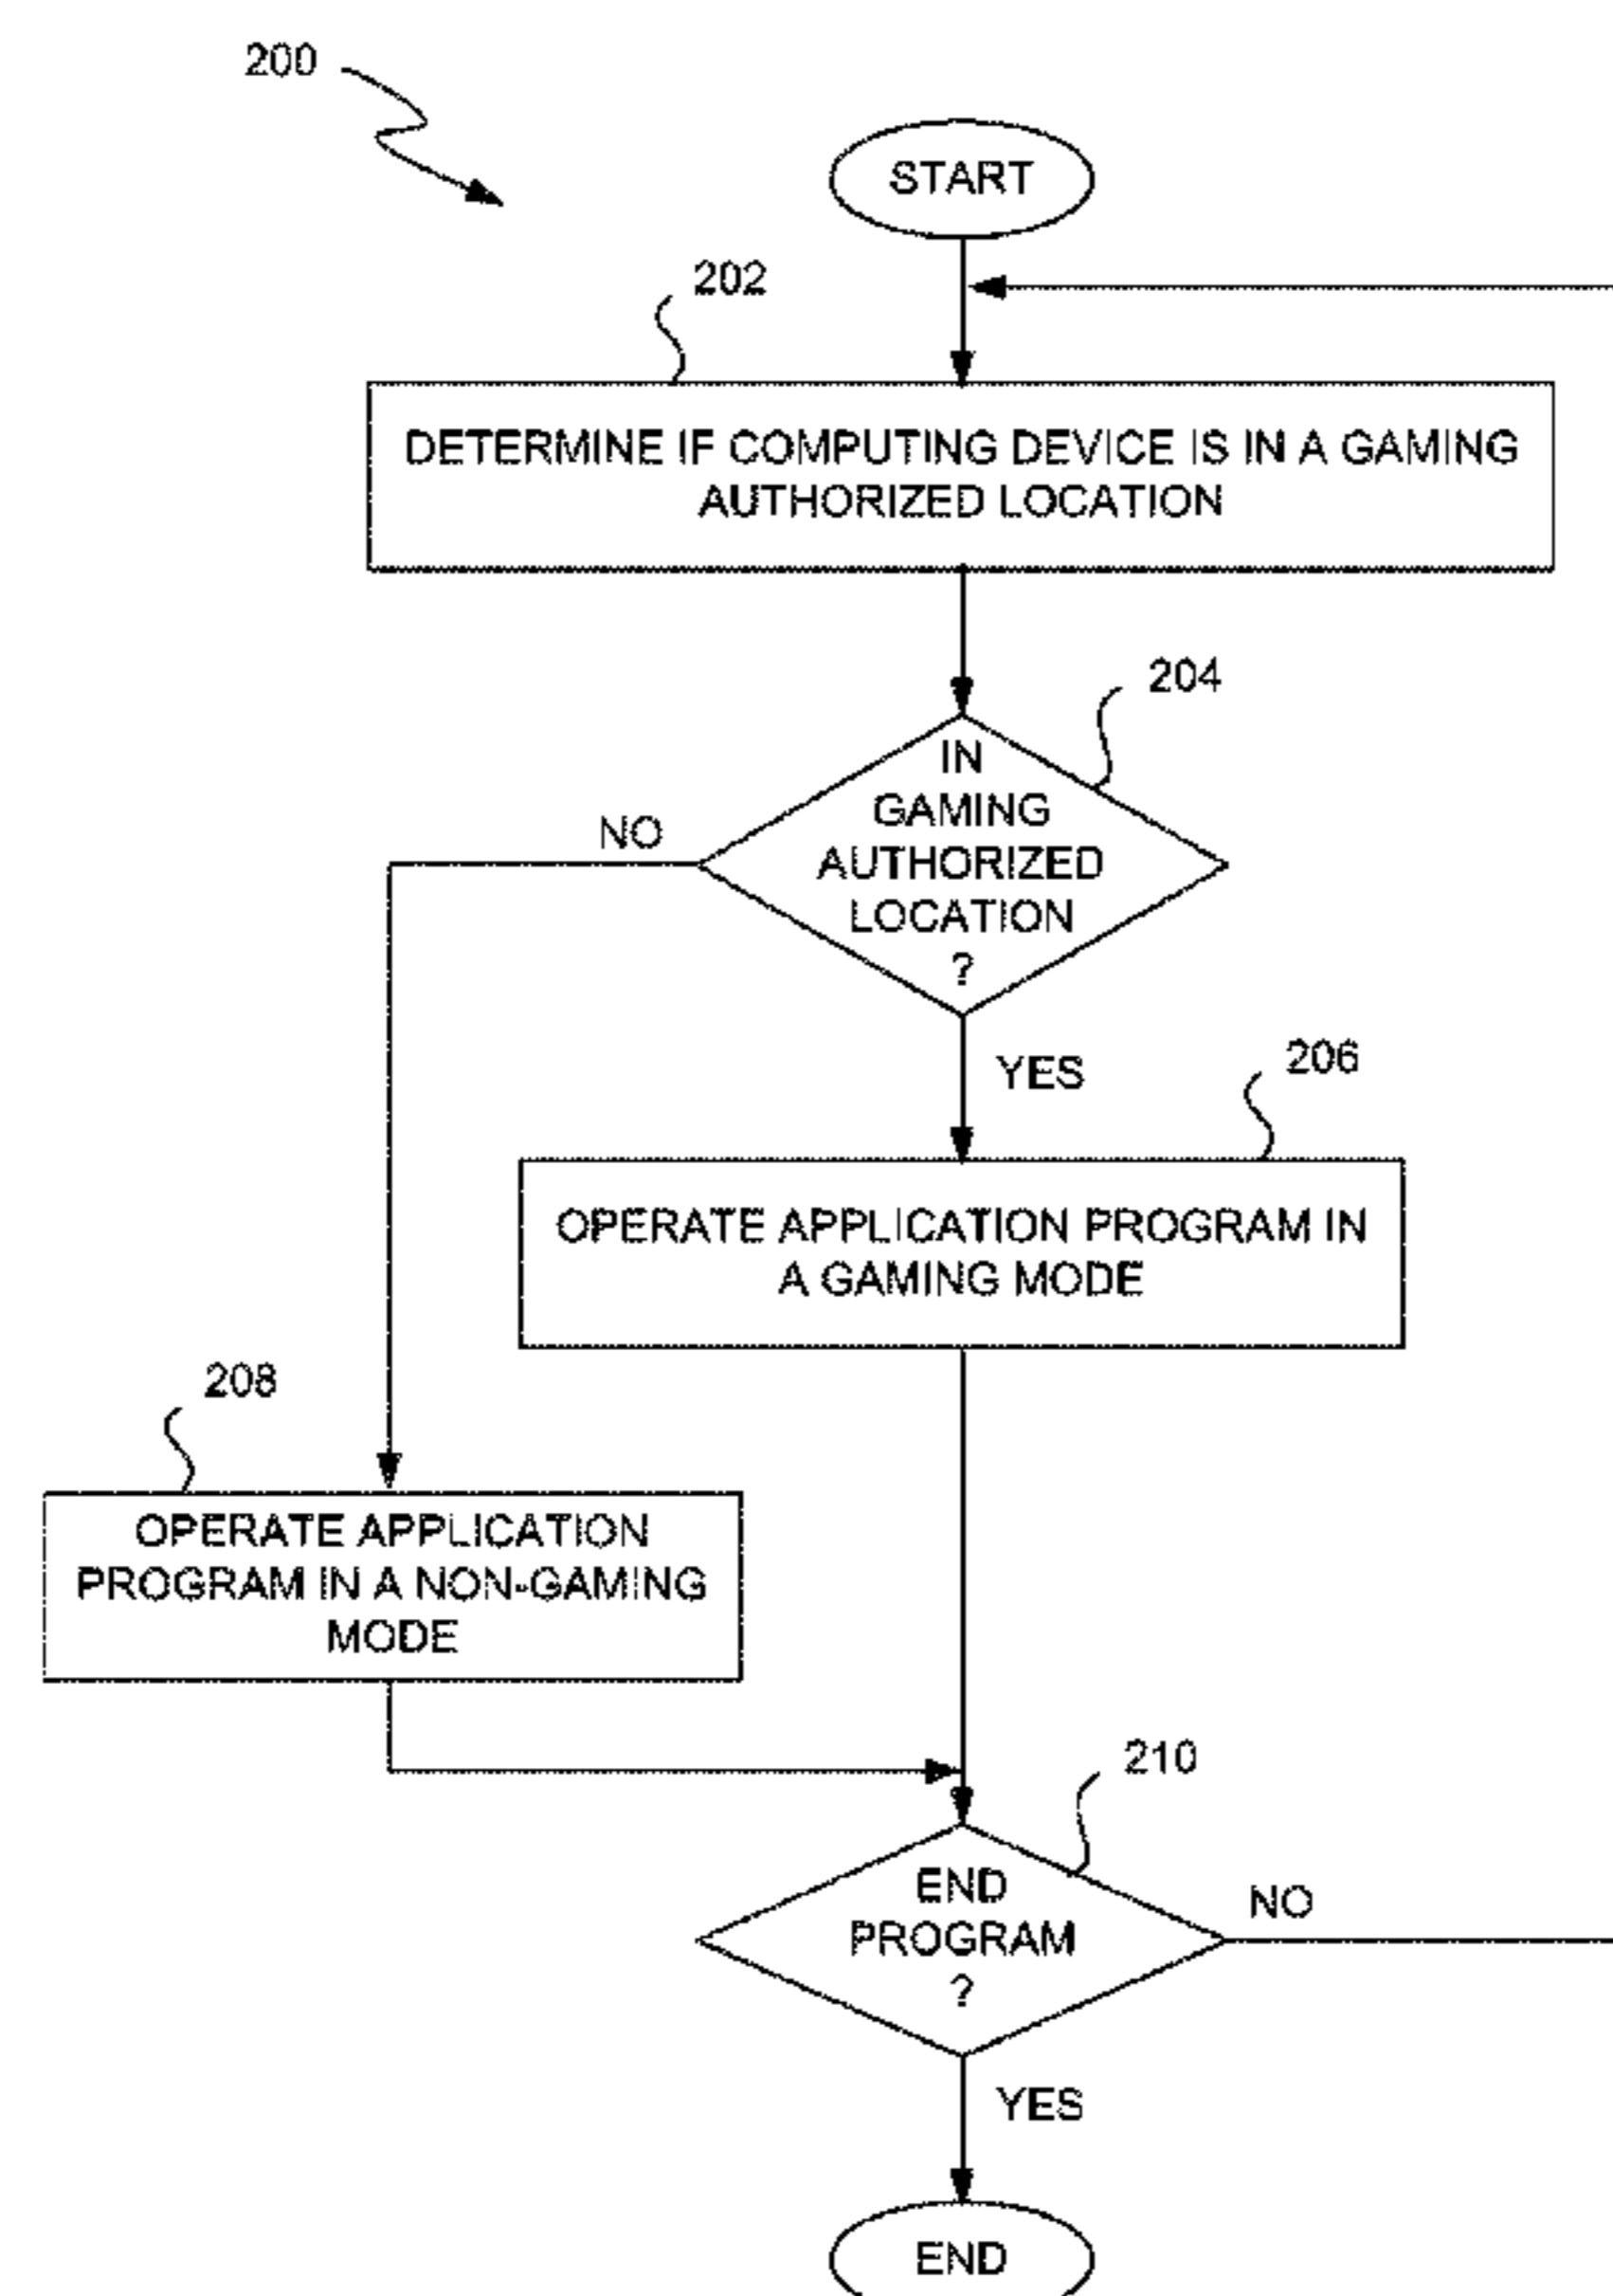 200
START
202
DETERMINE IF COMPUTING DEVICE IS IN A GAMING
AUTHORIZED LOCATION
204
IN
GAMING
AUTHORIZED
LOCATION
?
NO
YES
206
OPERATE APPLICATION PROGRAM IN
A GAMING MODE
208
OPERATE APPLICATION
PROGRAM IN A NON-GAMING
MODE
210
END
PROGRAM
?
NO
YES
END